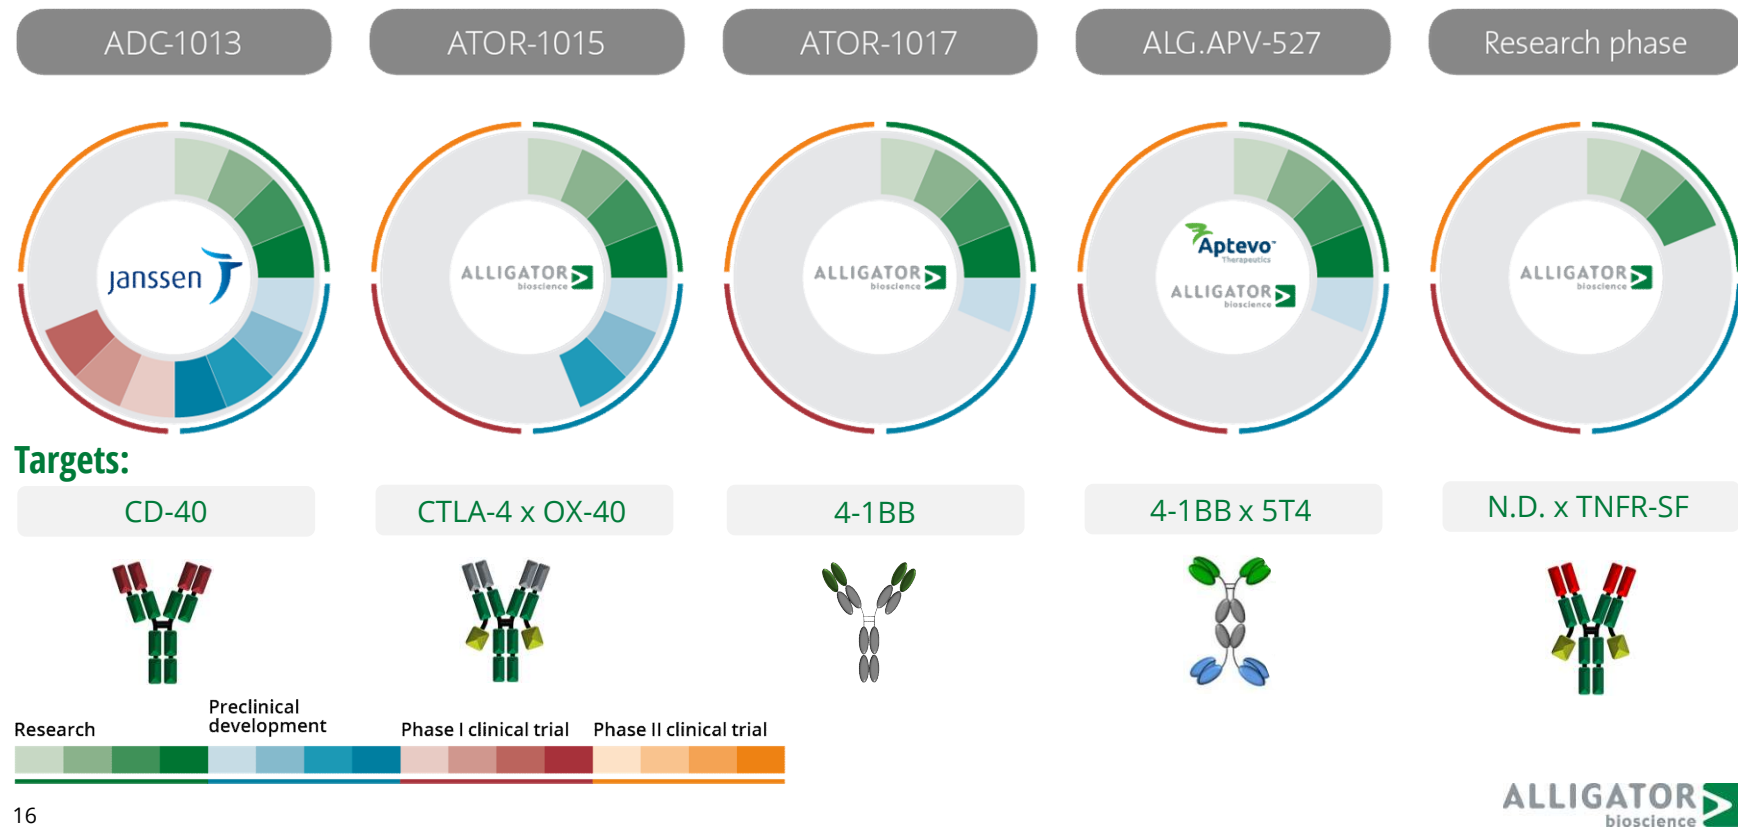 ADC-1013
ATOR-1015
ATOR-1017
ALG.APV-527
Research phase
janssen
ALLIGATOR
bioscience
ALLIGATOR
bioscience
Aptevo™
Therapeutics
ALLIGATOR
bioscience
ALLIGATOR
bioscience
Targets:
CD-40
CTLA-4 x OX-40
4-1BB
4-1BB x 5T4
N.D. x TNFR-SF
Research
Preclinical
development
Phase I clinical trial
Phase II clinical trial
16
ALLIGATOR
bioscience